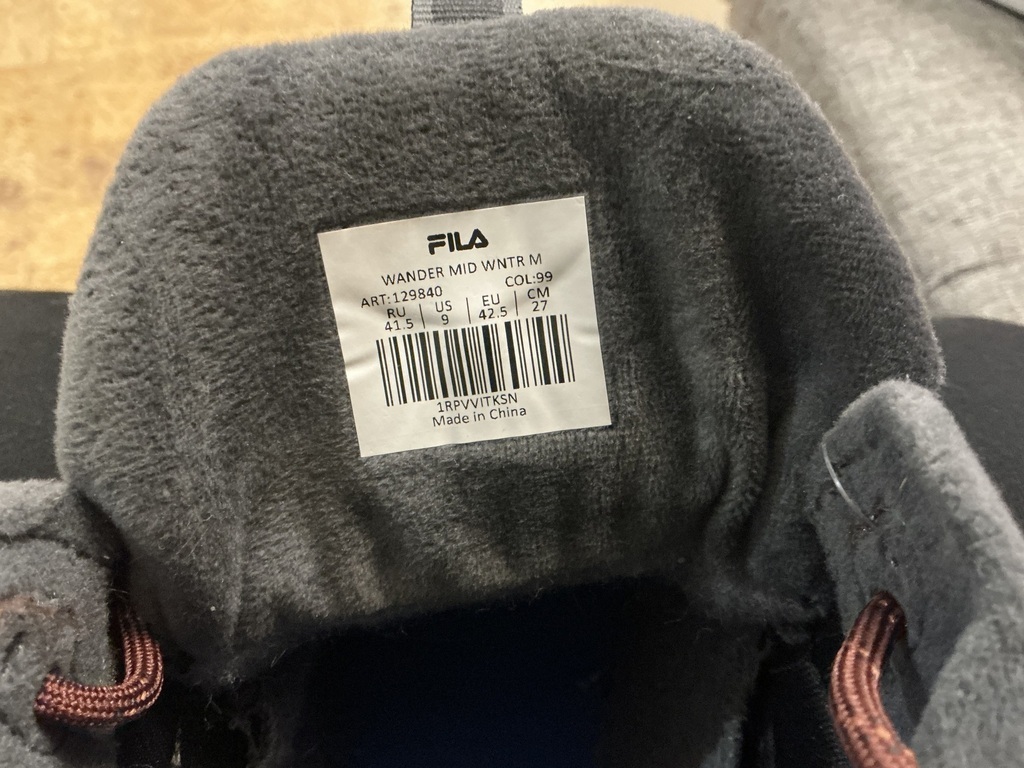 FILA
WANDER MID WNTR M
ART:129840 COL:99
RU | US | EU | CM
41.5 | 9 | 42.5 | 27
1RPVVITKSN
Made in China